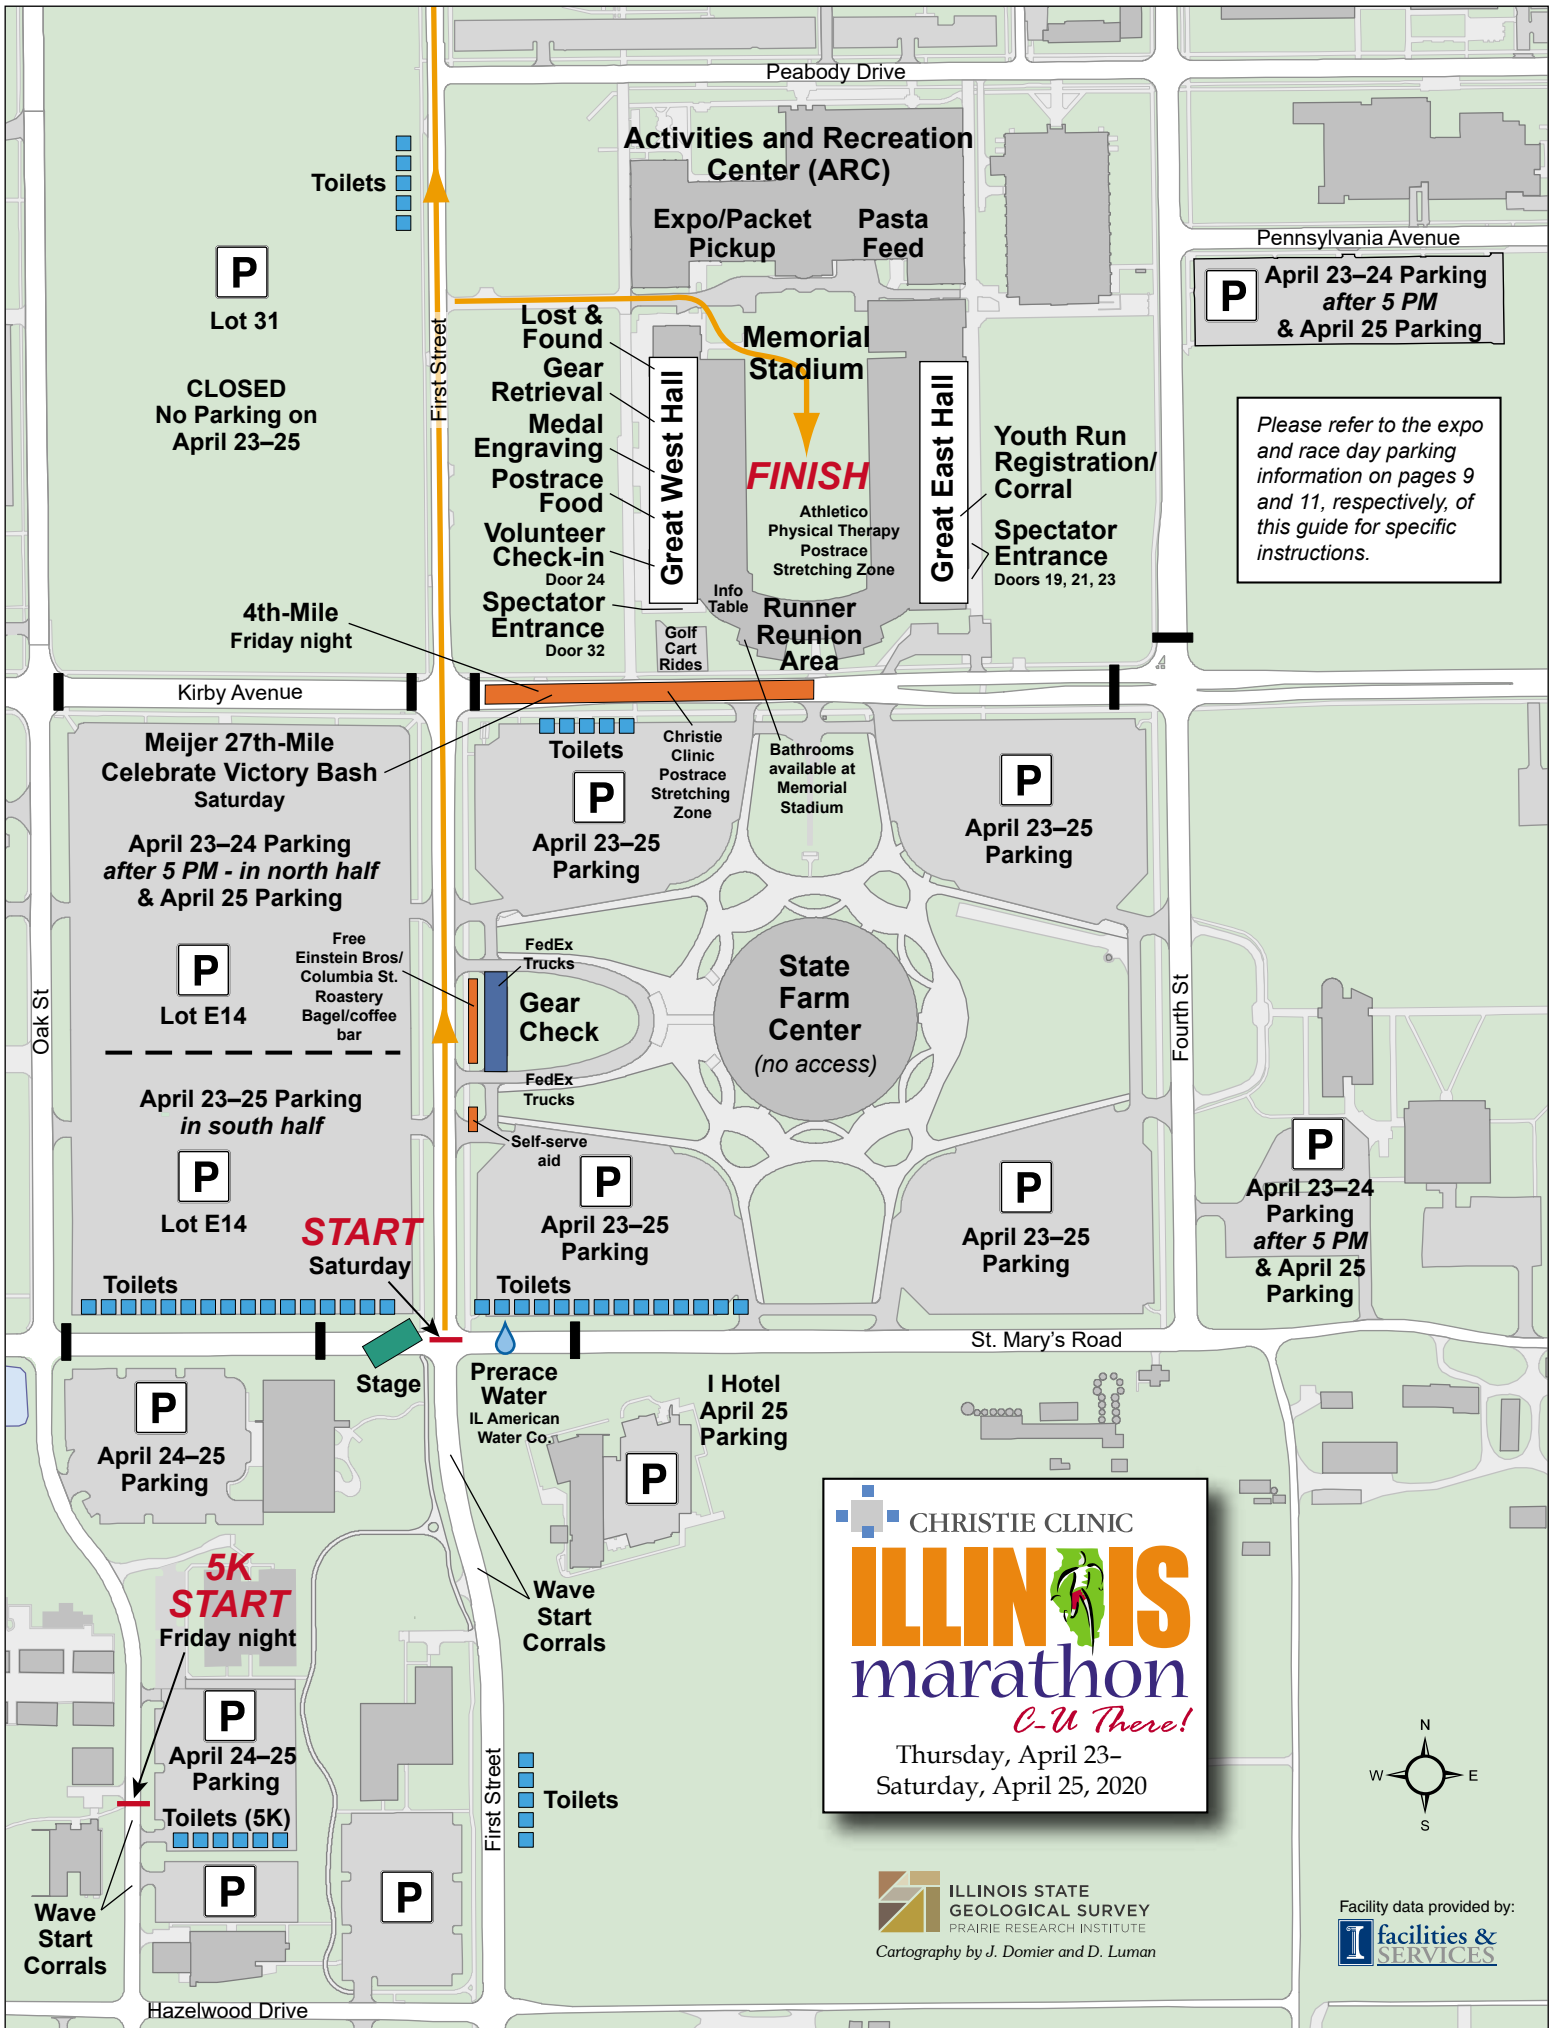 Peabody Drive
Activities and Recreation
Center (ARC)
Expo/Packet
Pickup
Pasta
Feed
Toilets
Pennsylvania Avenue
P
April 23–24 Parking
after 5 PM
& April 25 Parking
P
Lot 31
CLOSED
No Parking on
April 23–25
First Street
Lost &
Found
Gear
Retrieval
Medal
Engraving
Postrace
Food
Volunteer
Check-in
Door 24
Spectator
Entrance
Door 32
Great West Hall
Memorial
Stadium
FINISH
Athletico
Physical Therapy
Postrace
Stretching Zone
Great East Hall
Youth Run
Registration/
Corral
Spectator
Entrance
Doors 19, 21, 23
Please refer to the expo
and race day parking
information on pages 9
and 11, respectively, of
this guide for specific
instructions.
Info
Table
Runner
Reunion
Area
Golf
Cart
Rides
4th-Mile
Friday night
Kirby Avenue
Meijer 27th-Mile
Celebrate Victory Bash
Saturday
Toilets
Christie
Clinic
Postrace
Stretching
Zone
Bathrooms
available at
Memorial
Stadium
P
April 23–25
Parking
P
April 23–25
Parking
April 23–24 Parking
after 5 PM - in north half
& April 25 Parking
P
Lot E14
Free
Einstein Bros/
Columbia St.
Roastery
Bagel/coffee
bar
FedEx
Trucks
Gear
Check
FedEx
Trucks
Self-serve
aid
State
Farm
Center
(no access)
Oak St
Fourth St
April 23–25 Parking
in south half
P
Lot E14
START
Saturday
Toilets
P
April 23–25
Parking
Toilets
P
April 23–25
Parking
P
April 23–24
Parking
after 5 PM
& April 25
Parking
St. Mary's Road
Stage
Prerace
Water
IL American
Water Co.
I Hotel
April 25
Parking
P
P
April 24–25
Parking
Wave
Start
Corrals
5K
START
Friday night
P
April 24–25
Parking
Toilets (5K)
P
P
Wave
Start
Corrals
First Street
Toilets
Hazelwood Drive
CHRISTIE CLINIC
ILLINOIS
marathon
C-U There!
Thursday, April 23–
Saturday, April 25, 2020
N
W
E
S
ILLINOIS STATE
GEOLOGICAL SURVEY
PRAIRIE RESEARCH INSTITUTE
Cartography by J. Domier and D. Luman
Facility data provided by:
I
facilities &
SERVICES